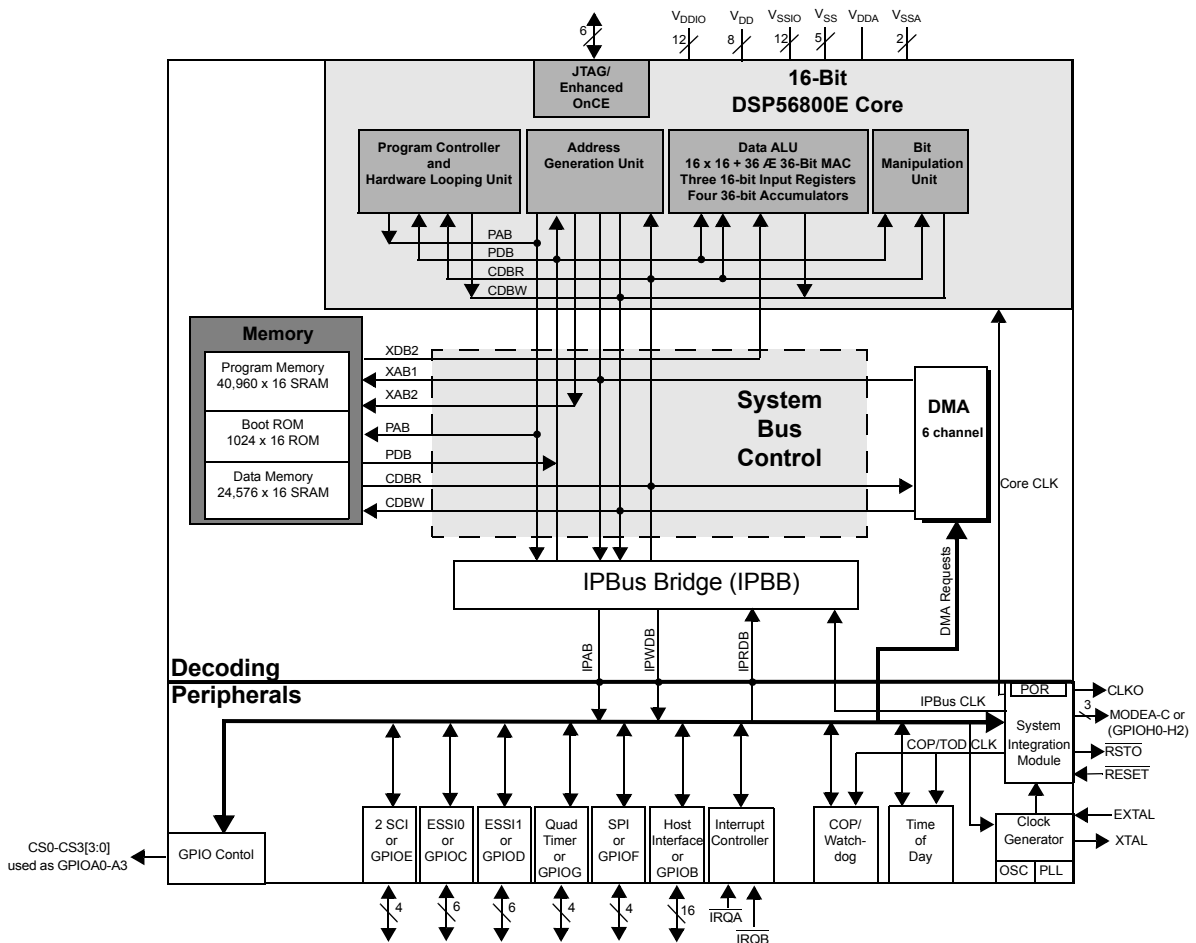 6
VDDIO
VDD
VSSIO
VSS
VDDA
VSSA
12
8
12
5
2
JTAG/
Enhanced
OnCE
16-Bit
DSP56800E Core
Program Controller
and
Hardware Looping Unit
Address
Generation Unit
Data ALU
16 x 16 + 36 Æ 36-Bit MAC
Three 16-bit Input Registers
Four 36-bit Accumulators
Bit
Manipulation
Unit
PAB
PDB
CDBR
CDBW
Memory
Program Memory
40,960 x 16 SRAM
Boot ROM
1024 x 16 ROM
Data Memory
24,576 x 16 SRAM
XDB2
XAB1
XAB2
PAB
PDB
CDBR
CDBW
System
Bus
Control
DMA
6 channel
Core CLK
IPBus Bridge (IPBB)
DMA Requests
IPAB
IPWDB
IPRDB
Decoding
Peripherals
IPBus CLK
COP/TOD CLK
POR
System
Integration
Module
CLKO
3
MODEA-C or
(GPIOH0-H2)
RSTO
RESET
EXTAL
XTAL
Clock
Generator
OSC
PLL
CS0-CS3[3:0]
used as GPIOA0-A3
GPIO Contol
2 SCI
or
GPIOE
ESSI0
or
GPIOC
ESSI1
or
GPIOD
Quad
Timer
or
GPIOG
SPI
or
GPIOF
Host
Interface
or
GPIOB
Interrupt
Controller
COP/
Watch-
dog
Time
of
Day
4
6
6
4
4
16
IRQA
IRQB